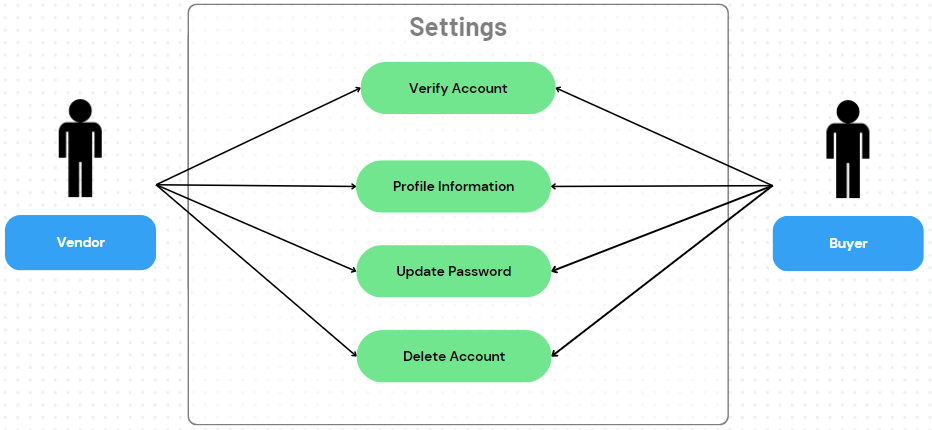 Settings
Verify Account
Profile Information
Vendor
Buyer
Update Password
Delete Account